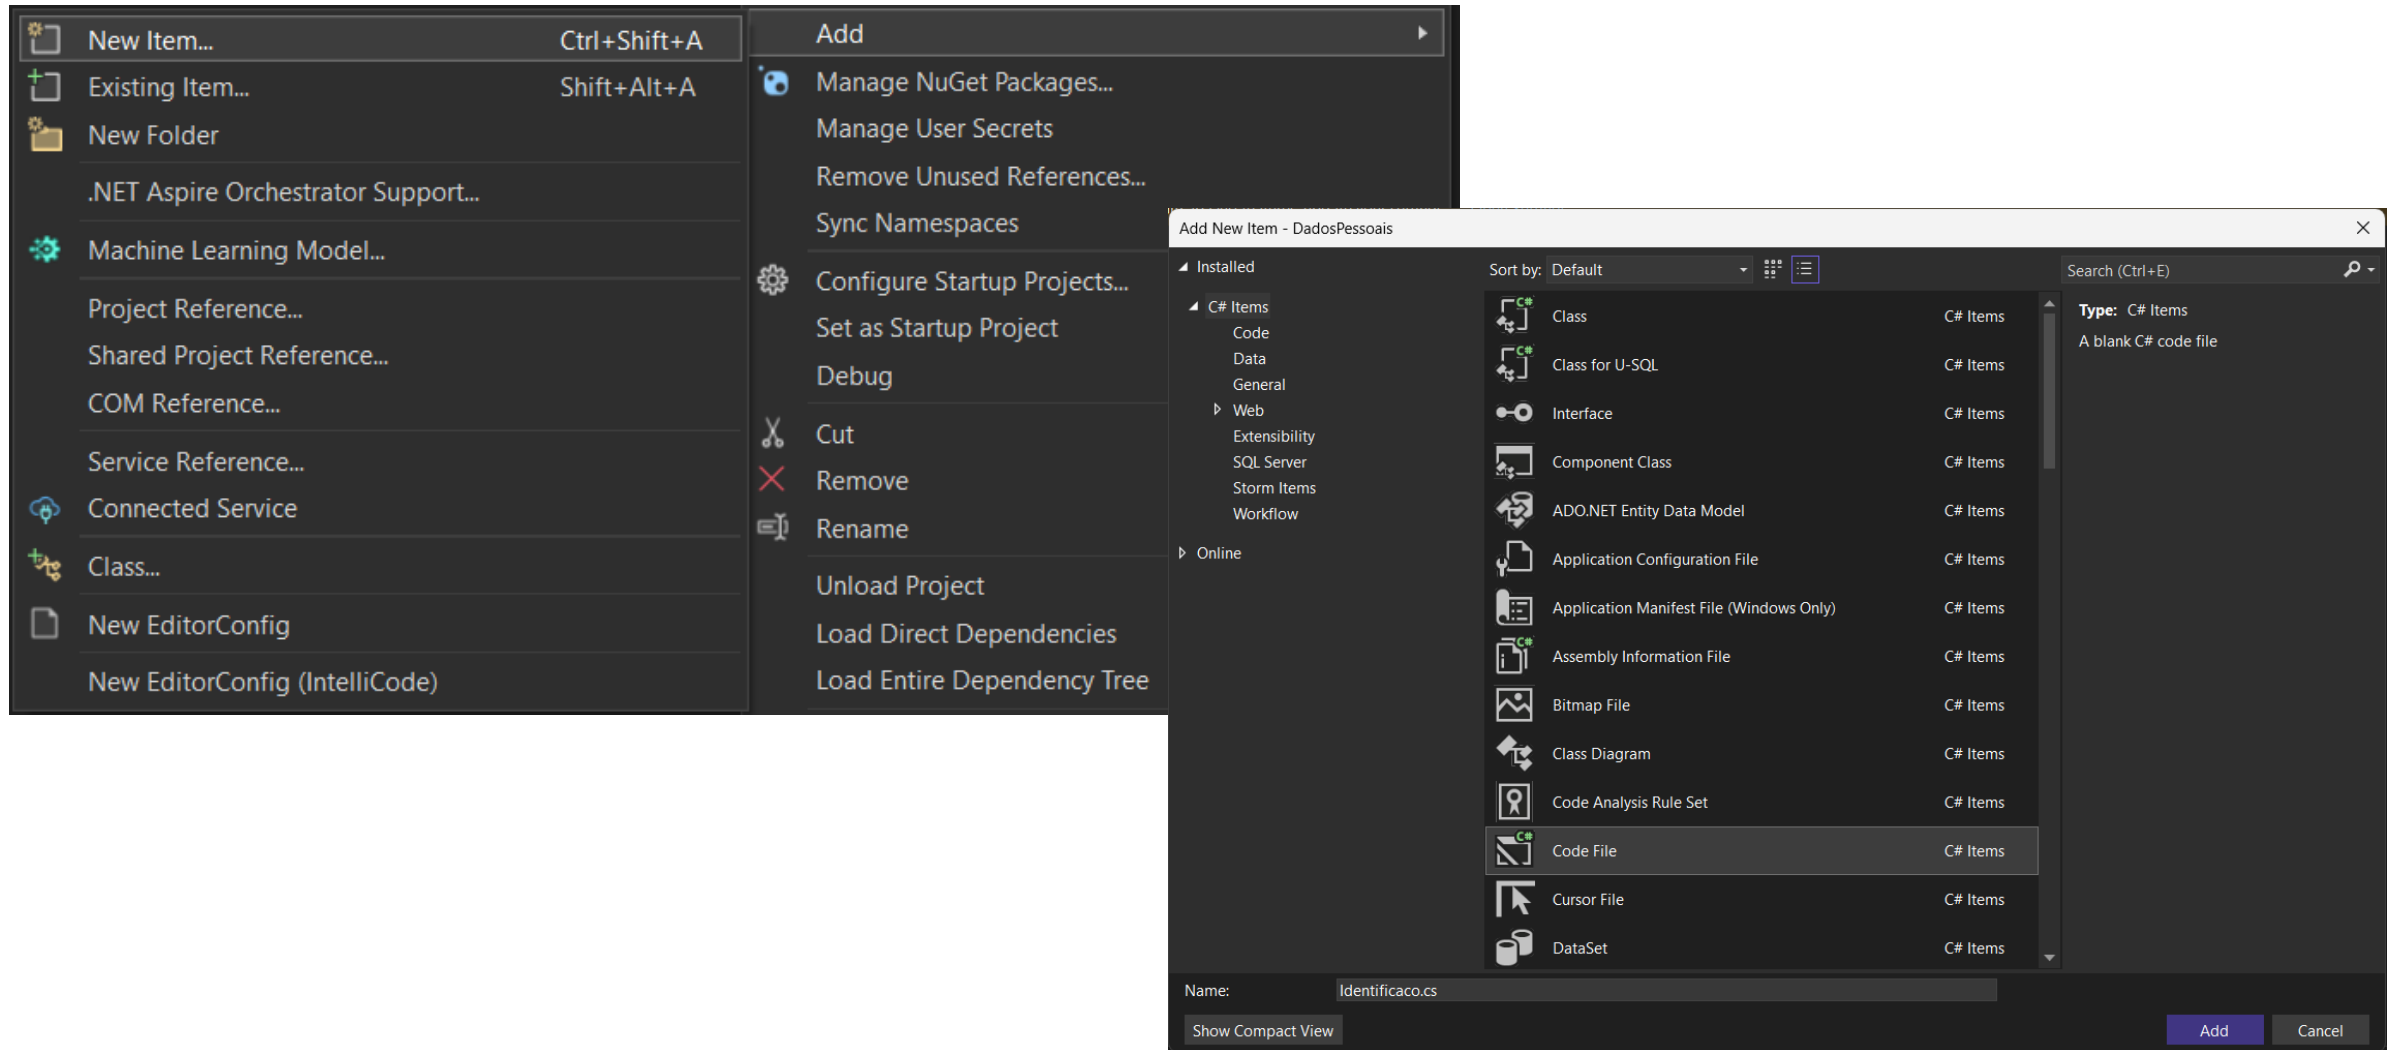 New Item... Ctrl+Shift+A
Existing Item... Shift+Alt+A
New Folder
.NET Aspire Orchestrator Support...
Machine Learning Model...
Project Reference...
Shared Project Reference...
COM Reference...
Service Reference...
Connected Service
Class...
New EditorConfig
New EditorConfig (IntelliCode)
Add
Manage NuGet Packages...
Manage User Secrets
Remove Unused References...
Sync Namespaces
Configure Startup Projects...
Set as Startup Project
Debug
Cut
Remove
Rename
Unload Project
Load Direct Dependencies
Load Entire Dependency Tree
Add New Item - DadosPessoais
Installed
C# Items
Code
Data
General
Web
Extensibility
SQL Server
Storm Items
Workflow
Online
Sort by: Default
Class C# Items
Class for U-SQL C# Items
Interface C# Items
Component Class C# Items
ADO.NET Entity Data Model C# Items
Application Configuration File C# Items
Application Manifest File (Windows Only) C# Items
Assembly Information File C# Items
Bitmap File C# Items
Class Diagram C# Items
Code Analysis Rule Set C# Items
Code File C# Items
Cursor File C# Items
DataSet C# Items
Search (Ctrl+E)
Type: C# Items
A blank C# code file
Name: Identificaco.cs
Show Compact View
Add
Cancel